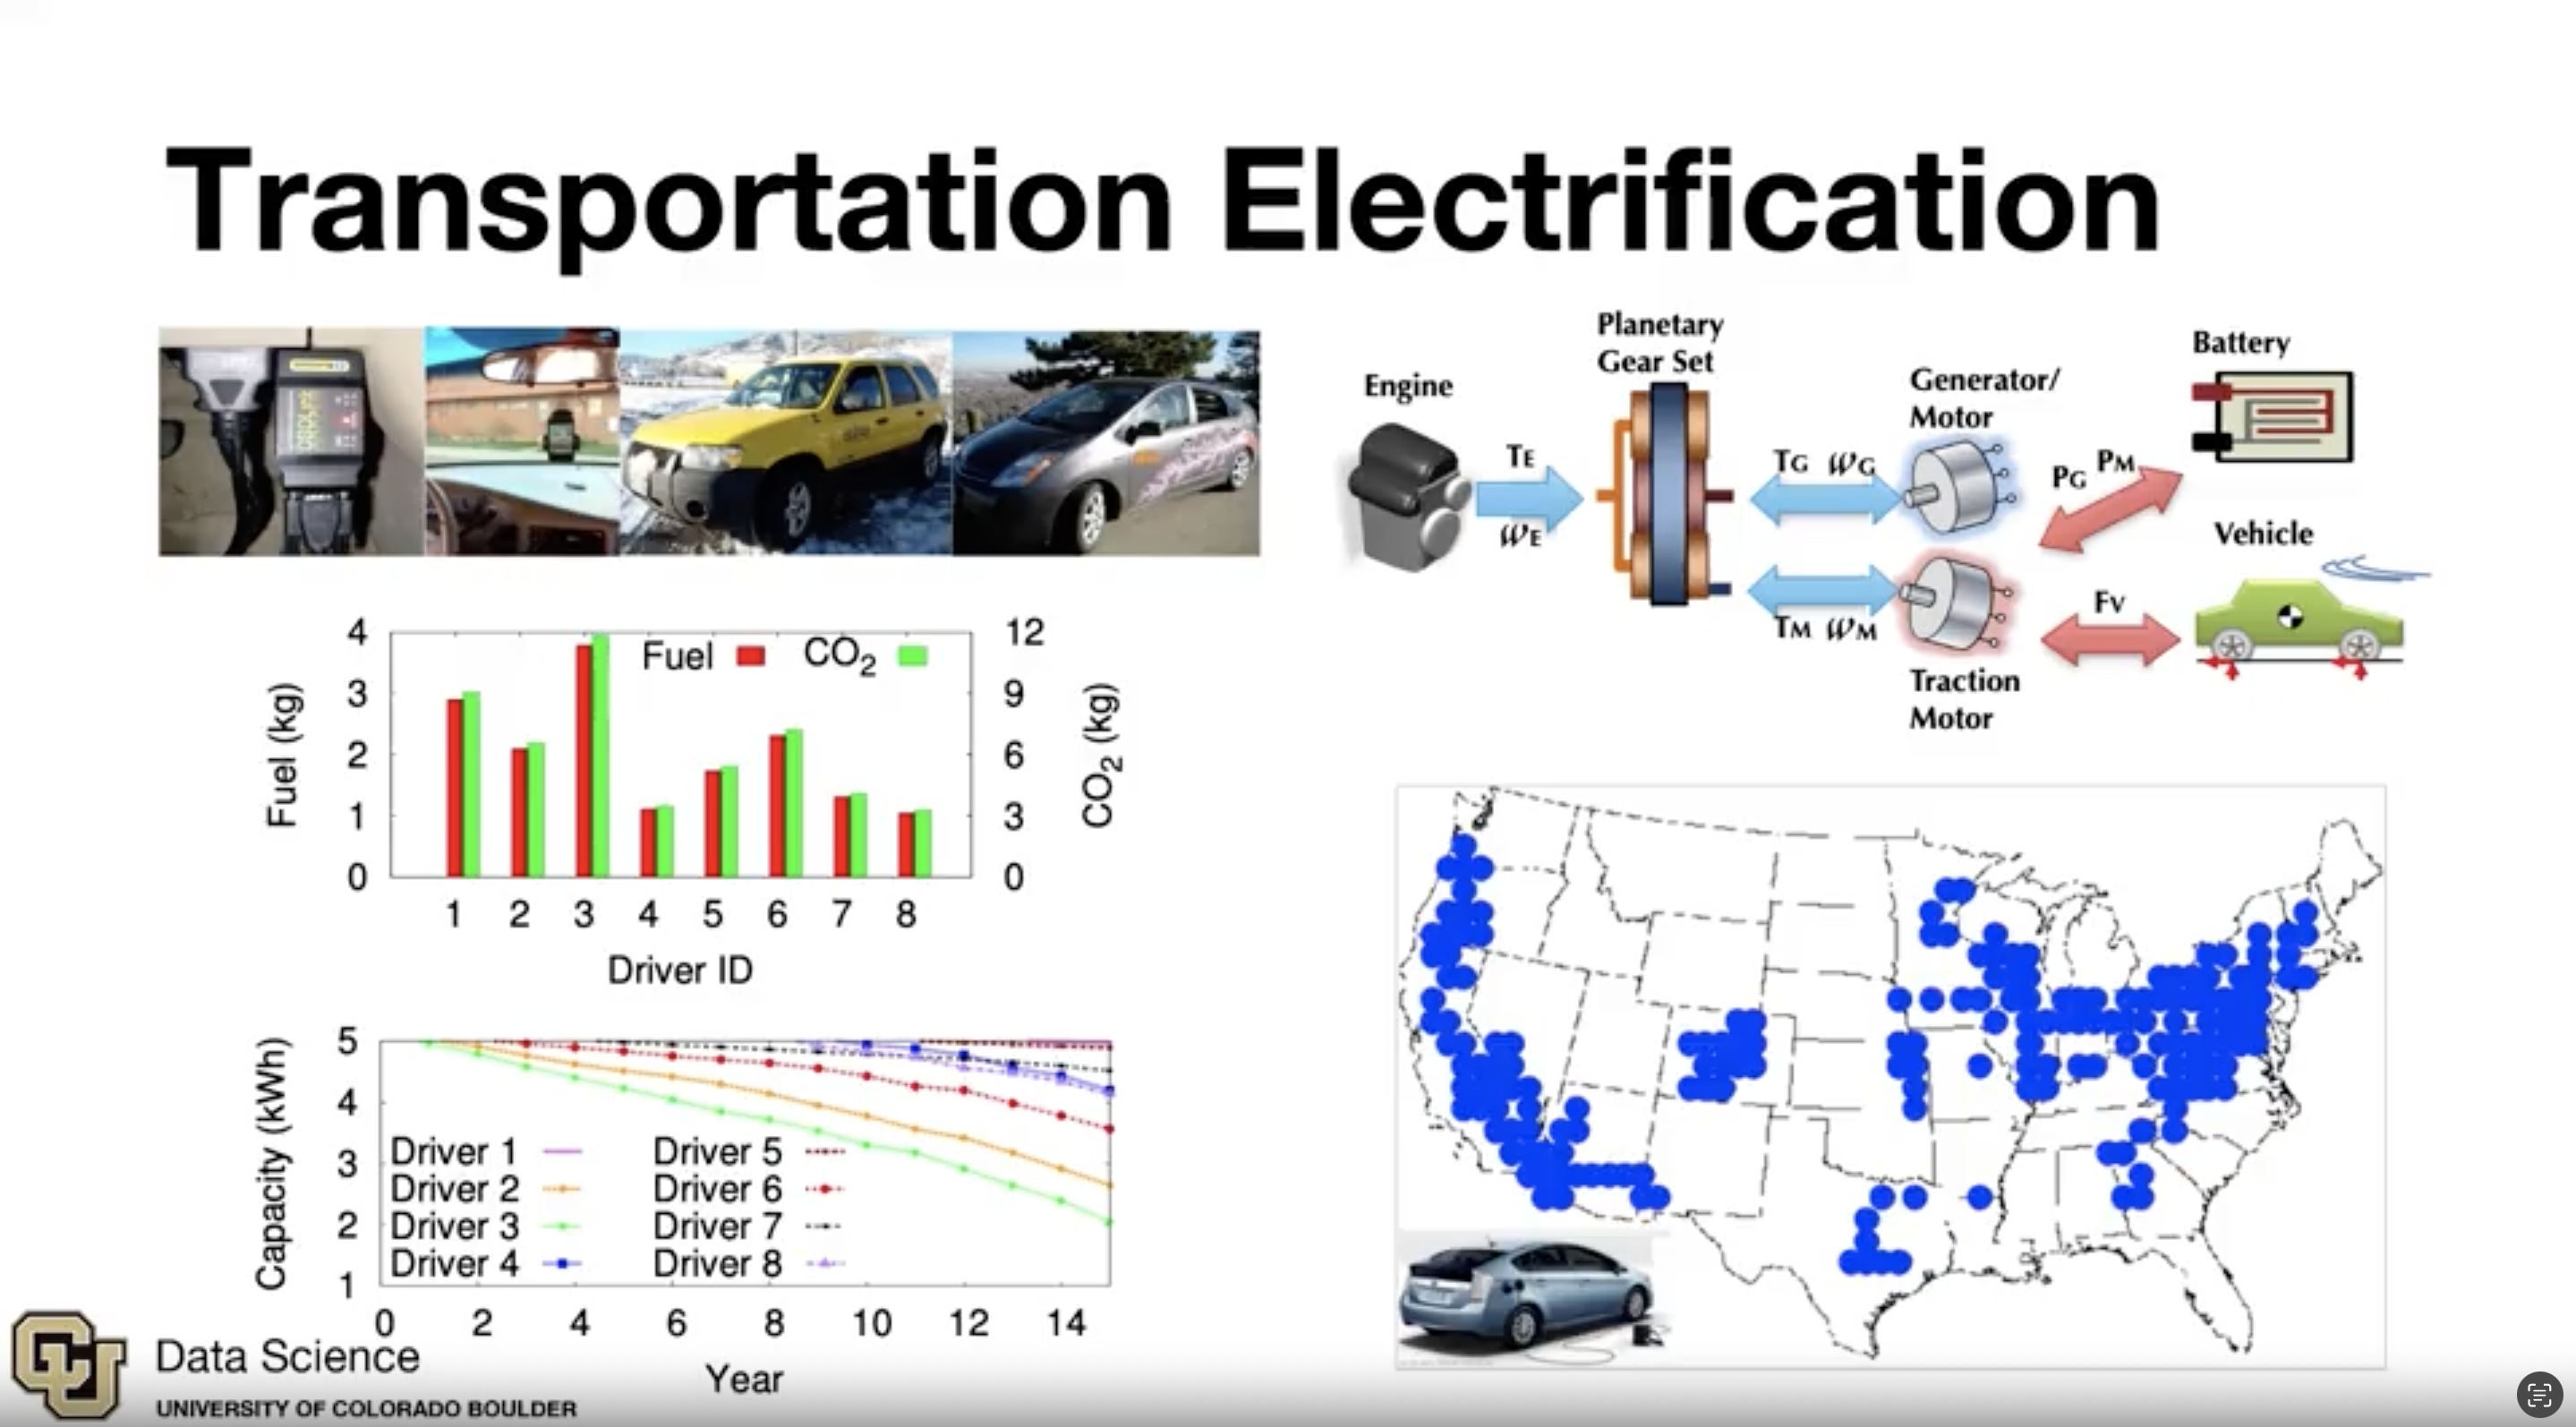 Transportation Electrification
Planetary
Gear Set
Engine
Generator/
Motor
Battery
TE
ωE
TG ωG
TM ωM
PG PM
Vehicle
FV
Traction
Motor
4
3
2
1
0
Fuel (kg)
Fuel
CO2
12
9
6
3
0
CO2 (kg)
1 2 3 4 5 6 7 8
Driver ID
5
4
3
2
1
Capacity (kWh)
Driver 1
Driver 2
Driver 3
Driver 4
Driver 5
Driver 6
Driver 7
Driver 8
0 2 4 6 8 10 12 14
Year
CU
Data Science
UNIVERSITY OF COLORADO BOULDER